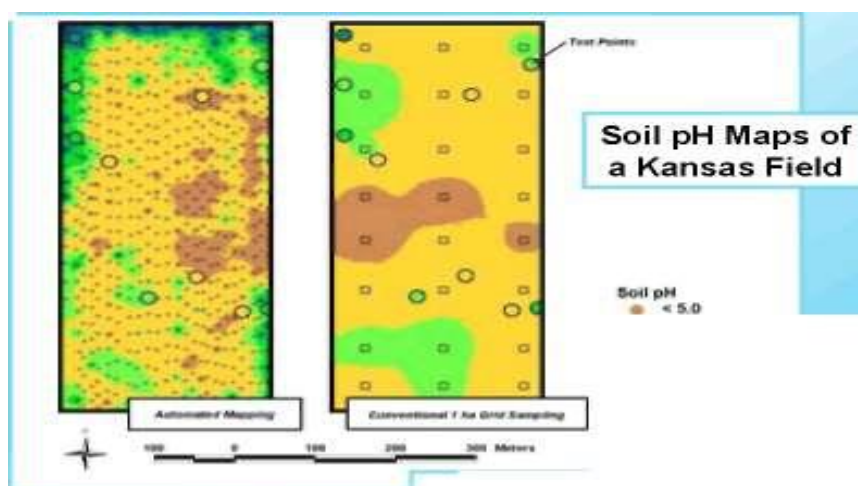 Test Points
Soil pH Maps of
a Kansas Field
Soil pH
< 5.0
Automated Mapping
Conventional 1 ha Grid Sampling
100 0 100 200 300 Meters